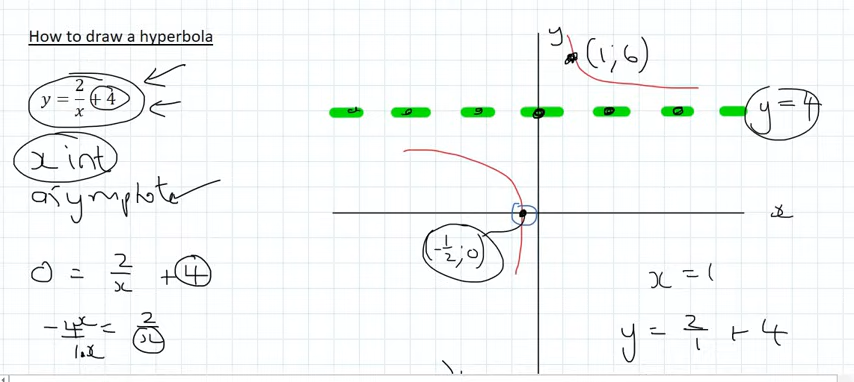 How to draw a hyperbola
y = 2/x + 4
x int
asymptote
0 = 2/x + 4
-4x/1.x = 2/x
y
(1;6)
y = 4
x
(-1/2;0)
x = 1
y = 2/1 + 4